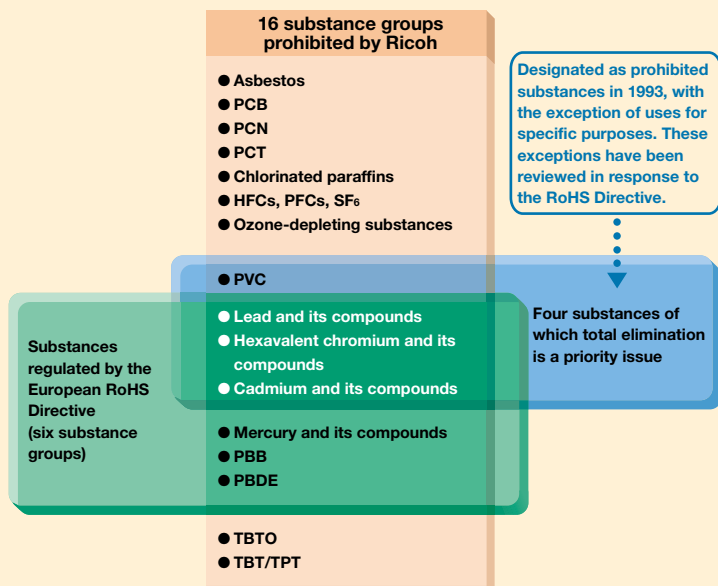 16 substance groups
prohibited by Ricoh
● Asbestos
● PCB
● PCN
● PCT
● Chlorinated paraffins
● HFCs, PFCs, SF₆
● Ozone-depleting substances
Designated as prohibited
substances in 1993, with
the exception of uses for
specific purposes. These
exceptions have been
reviewed in response to
the RoHS Directive.
● PVC
● Lead and its compounds
● Hexavalent chromium and its
compounds
● Cadmium and its compounds
Four substances of
which total elimination
is a priority issue
Substances
regulated by the
European RoHS
Directive
(six substance
groups)
● Mercury and its compounds
● PBB
● PBDE
● TBTO
● TBT/TPT